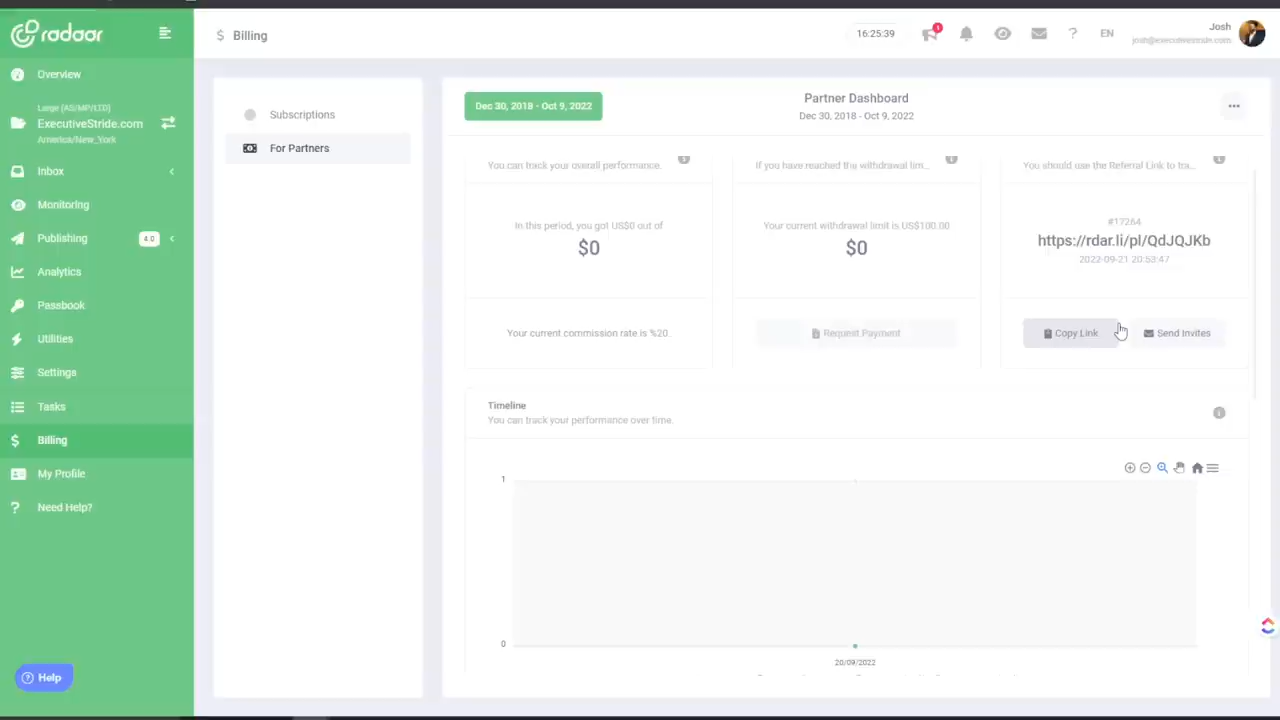 radaar
Billing
16:25:39
1
?
EN
Josh
josh@executivestride.com
Overview
Large (AS/MP/LTD)
ExecutiveStride.com
America/New_York
Inbox
Monitoring
Publishing
4.0
Analytics
Passbook
Utilities
Settings
Tasks
Billing
My Profile
Need Help?
Help
Subscriptions
For Partners
Dec 30, 2018 - Oct 9, 2022
Partner Dashboard
Dec 30, 2018 - Oct 9, 2022
You can track your overall performance.
In this period, you got US$0 out of
$0
Your current commission rate is %20.
If you have reached the withdrawal lim...
Your current withdrawal limit is US$100.00
$0
Request Payment
You should use the Referral Link to tra...
#17264
https://rdar.li/pl/QdJQJKb
2022-09-21 20:53:47
Copy Link
Send Invites
Timeline
You can track your performance over time.
1
0
20/09/2022